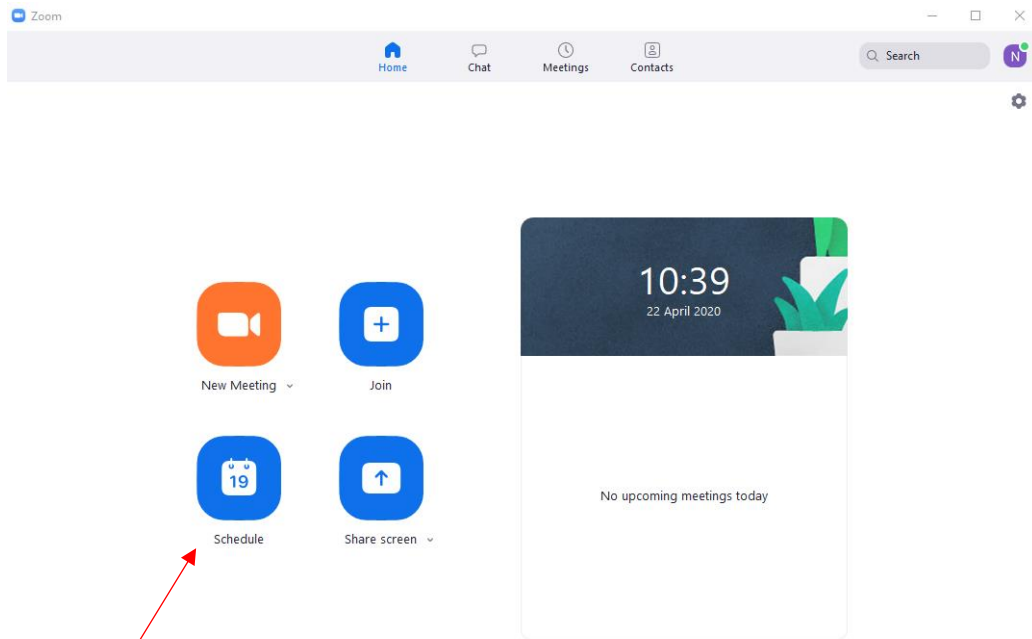 Zoom
Home
Chat
Meetings
Contacts
Search
N
10:39
22 April 2020
New Meeting
Join
19
Schedule
Share screen
No upcoming meetings today